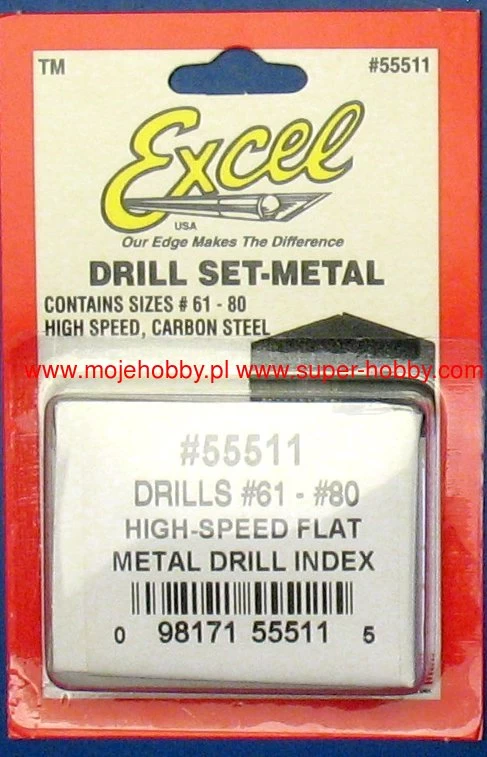 TM #55511
Excel
USA
Our Edge Makes The Difference
DRILL SET-METAL
CONTAINS SIZES # 61 - 80
HIGH SPEED, CARBON STEEL
www.mojehobby.pl www.super-hobby.com
#55511
DRILLS #61 - #80
HIGH-SPEED FLAT
METAL DRILL INDEX
0 98171 55511 5